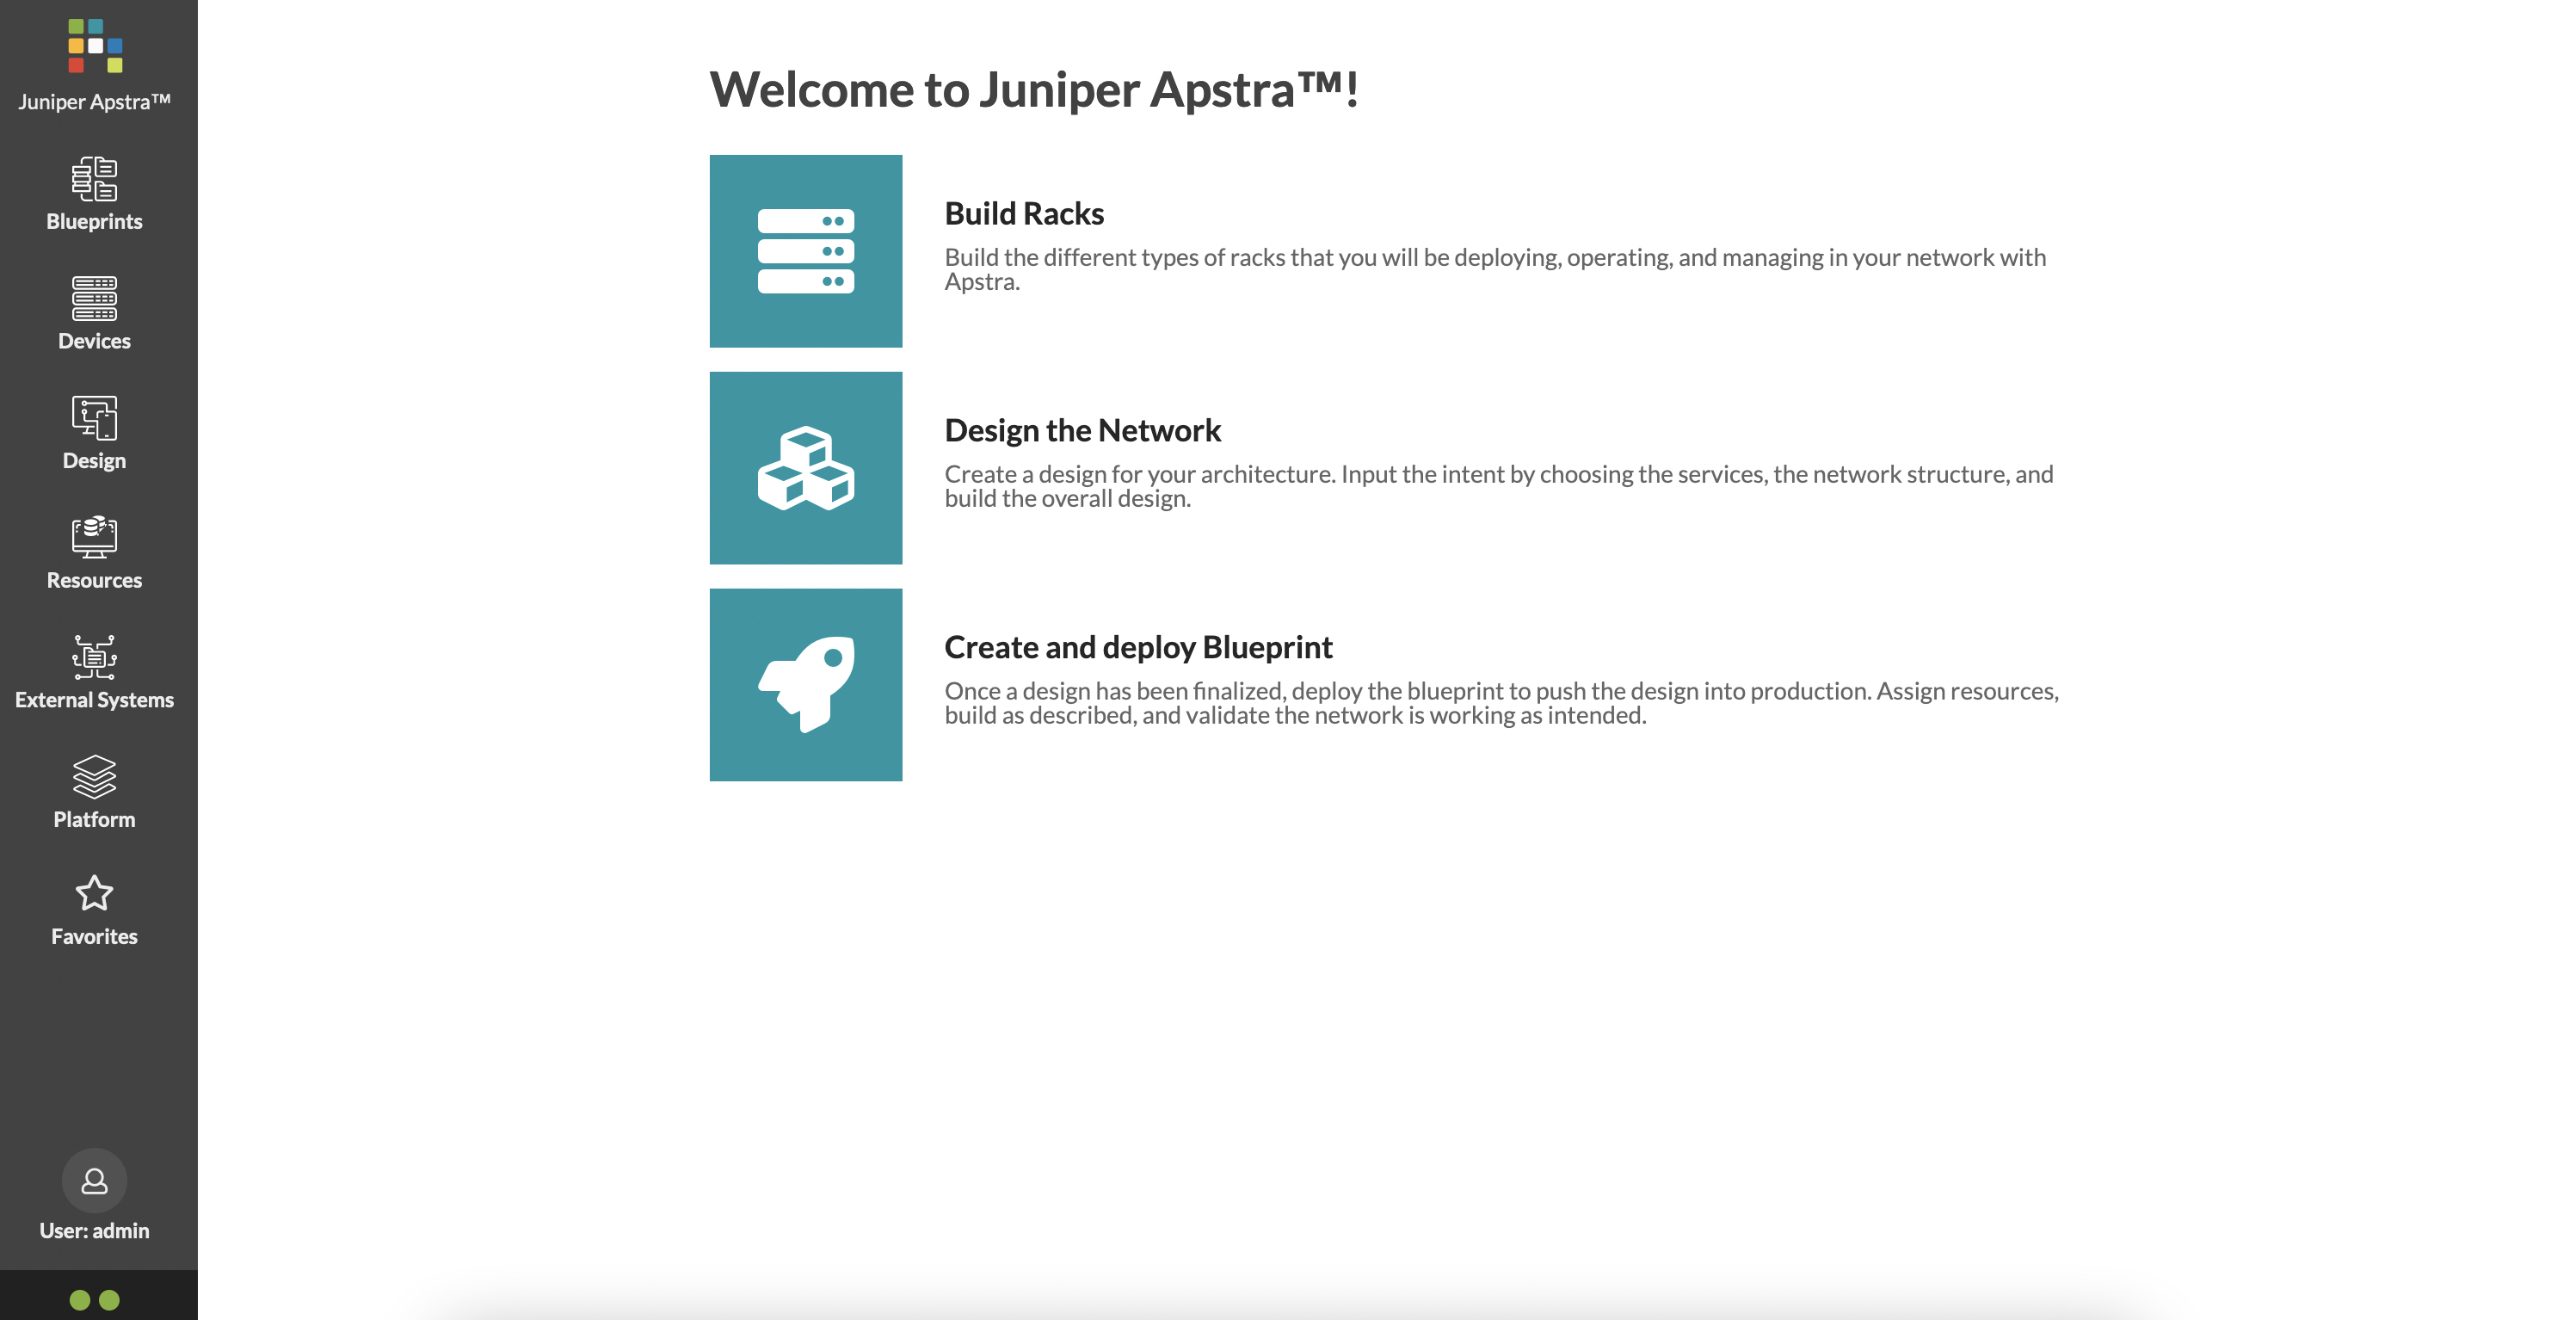 Juniper Apstra™
Blueprints
Devices
Design
Resources
External Systems
Platform
Favorites
User: admin
Welcome to Juniper Apstra™!
Build Racks
Build the different types of racks that you will be deploying, operating, and managing in your network with
Apstra.
Design the Network
Create a design for your architecture. Input the intent by choosing the services, the network structure, and
build the overall design.
Create and deploy Blueprint
Once a design has been finalized, deploy the blueprint to push the design into production. Assign resources,
build as described, and validate the network is working as intended.